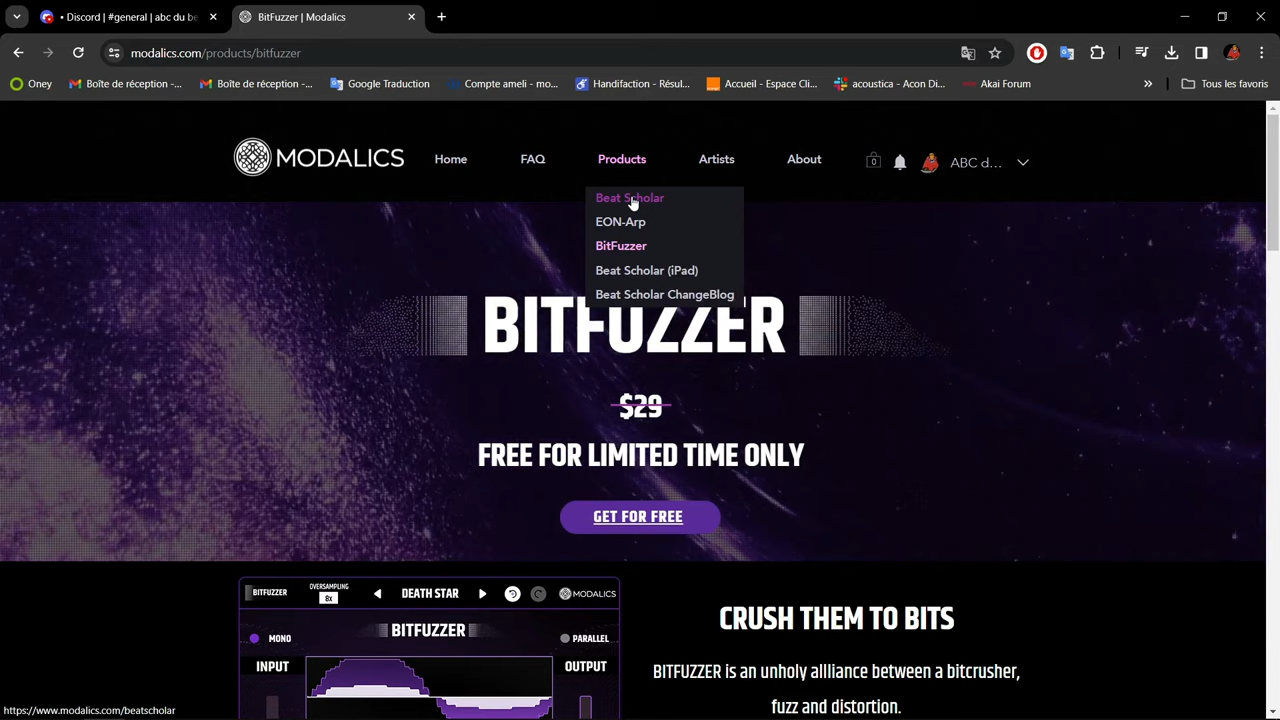 • Discord | #general | abc du be
BitFuzzer | Modalics
modalics.com/products/bitfuzzer
Oney
Boîte de réception -...
Boîte de réception -...
Google Traduction
Compte ameli - mo...
Handifaction - Résul...
Accueil - Espace Cli...
acoustica - Acon Di...
Akai Forum
»
Tous les favoris
MODALICS
Home
FAQ
Products
Artists
About
0
ABC d...
Beat Scholar
EON-Arp
BitFuzzer
Beat Scholar (iPad)
Beat Scholar ChangeBlog
BITFUZZER
$29
FREE FOR LIMITED TIME ONLY
GET FOR FREE
BITFUZZER
OVERSAMPLING
8x
DEATH STAR
MODALICS
BITFUZZER
MONO
PARALLEL
INPUT
OUTPUT
CRUSH THEM TO BITS
BITFUZZER is an unholy allliance between a bitcrusher,
fuzz and distortion.
https://www.modalics.com/beatscholar